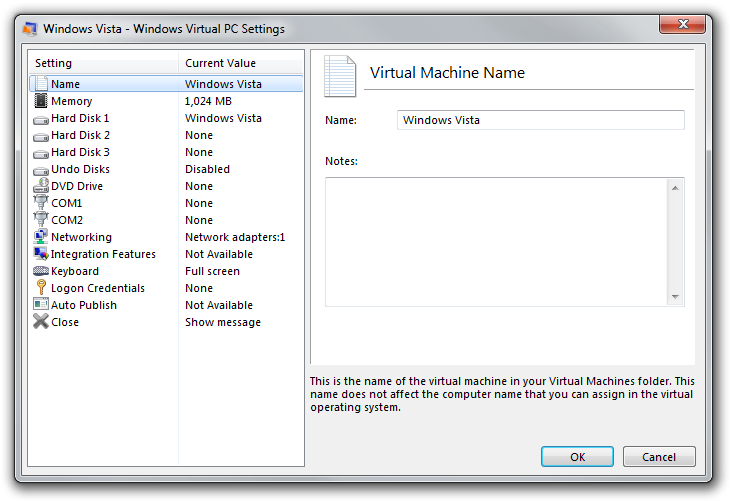 Windows Vista - Windows Virtual PC Settings
Setting Current Value
Name Windows Vista
Memory 1,024 MB
Hard Disk 1 Windows Vista
Hard Disk 2 None
Hard Disk 3 None
Undo Disks Disabled
DVD Drive None
COM1 None
COM2 None
Networking Network adapters:1
Integration Features Not Available
Keyboard Full screen
Logon Credentials None
Auto Publish Not Available
Close Show message
Virtual Machine Name
Name: Windows Vista
Notes:
This is the name of the virtual machine in your Virtual Machines folder. This
name does not affect the computer name that you can assign in the virtual
operating system.
OK Cancel